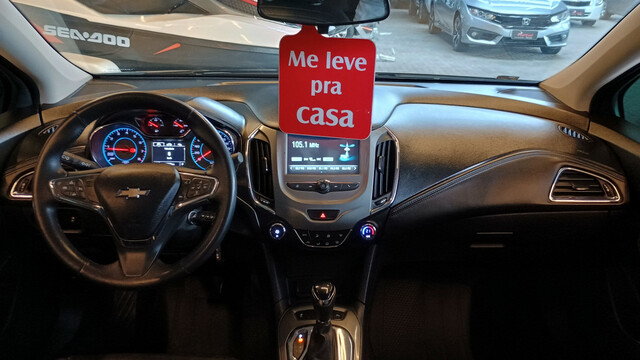 SEA-DOO
Me leve
pra
casa
105.1 MHz